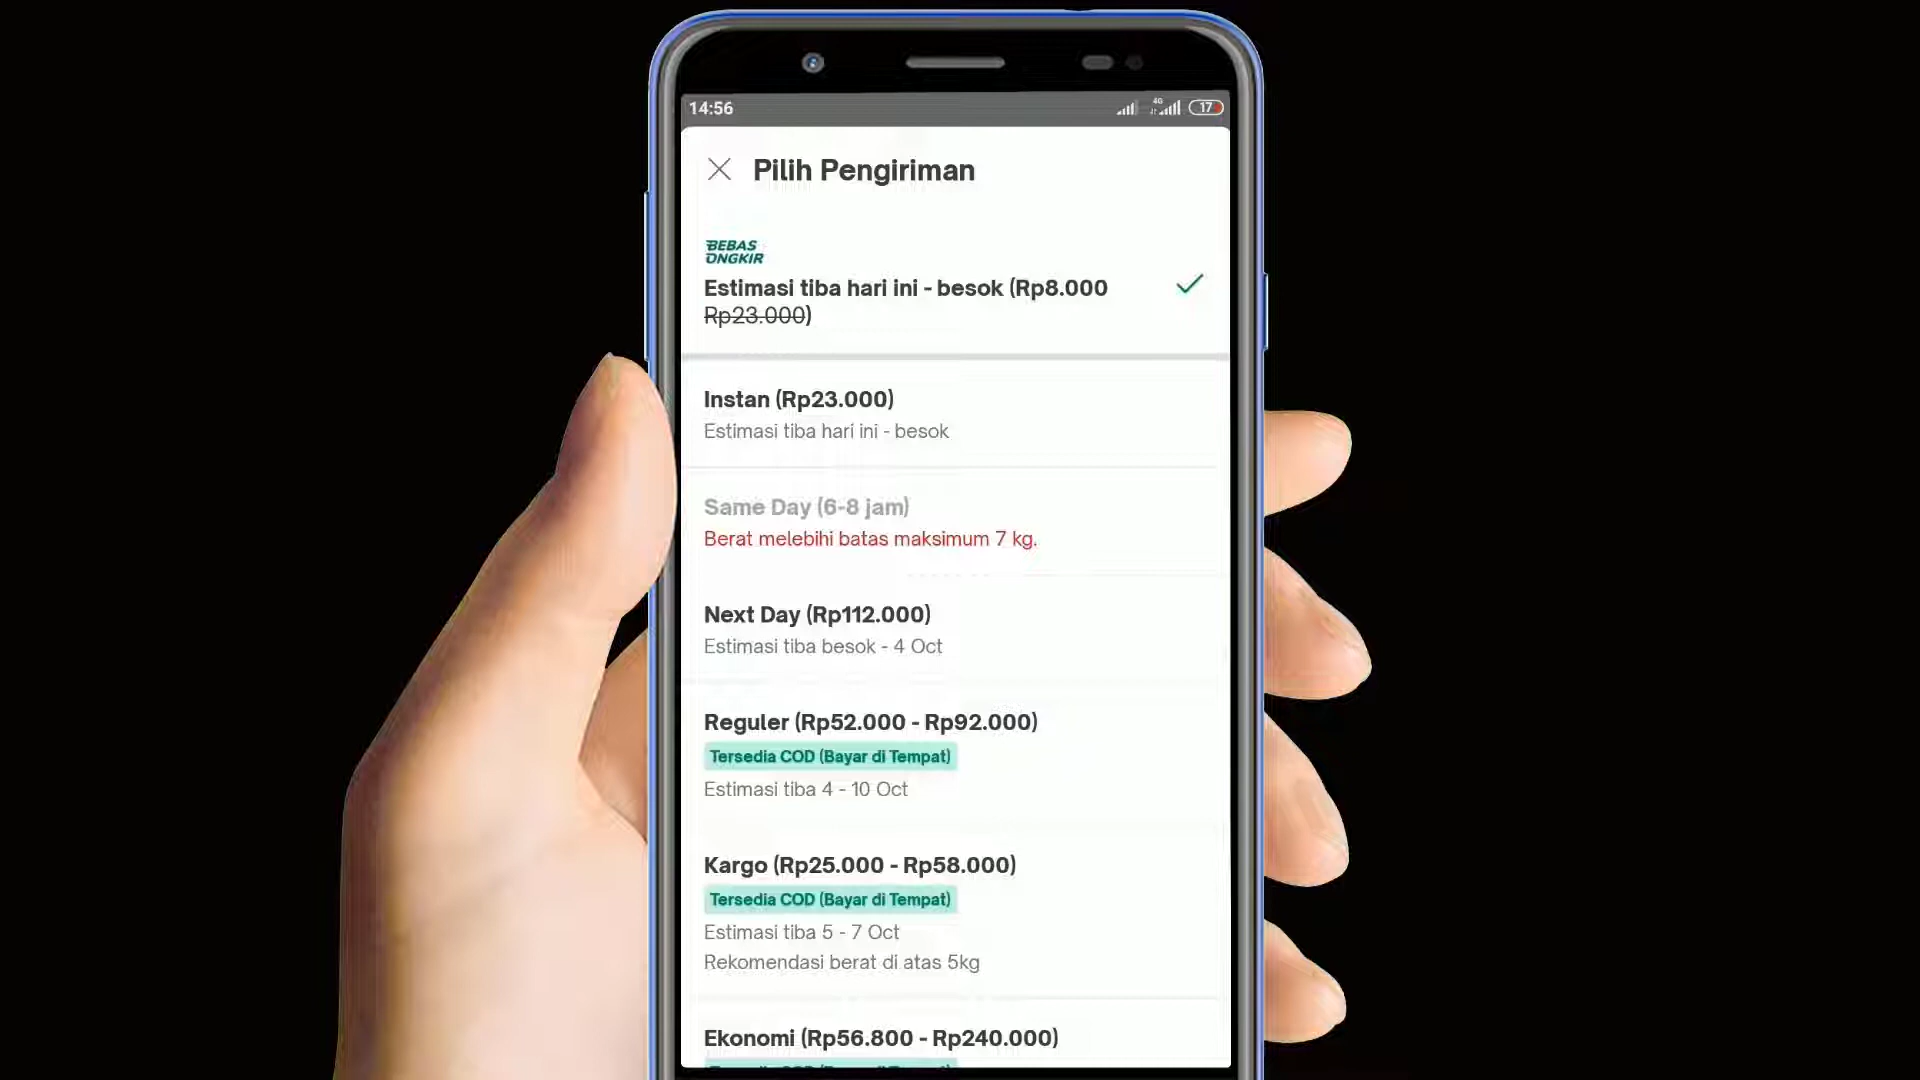 14:56
4G
17
Pilih Pengiriman
BEBAS
ONGKIR
Estimasi tiba hari ini - besok (Rp8.000
Rp23.000)
Instan (Rp23.000)
Estimasi tiba hari ini - besok
Same Day (6-8 jam)
Berat melebihi batas maksimum 7 kg.
Next Day (Rp112.000)
Estimasi tiba besok - 4 Oct
Reguler (Rp52.000 - Rp92.000)
Tersedia COD (Bayar di Tempat)
Estimasi tiba 4 - 10 Oct
Kargo (Rp25.000 - Rp58.000)
Tersedia COD (Bayar di Tempat)
Estimasi tiba 5 - 7 Oct
Rekomendasi berat di atas 5kg
Ekonomi (Rp56.800 - Rp240.000)